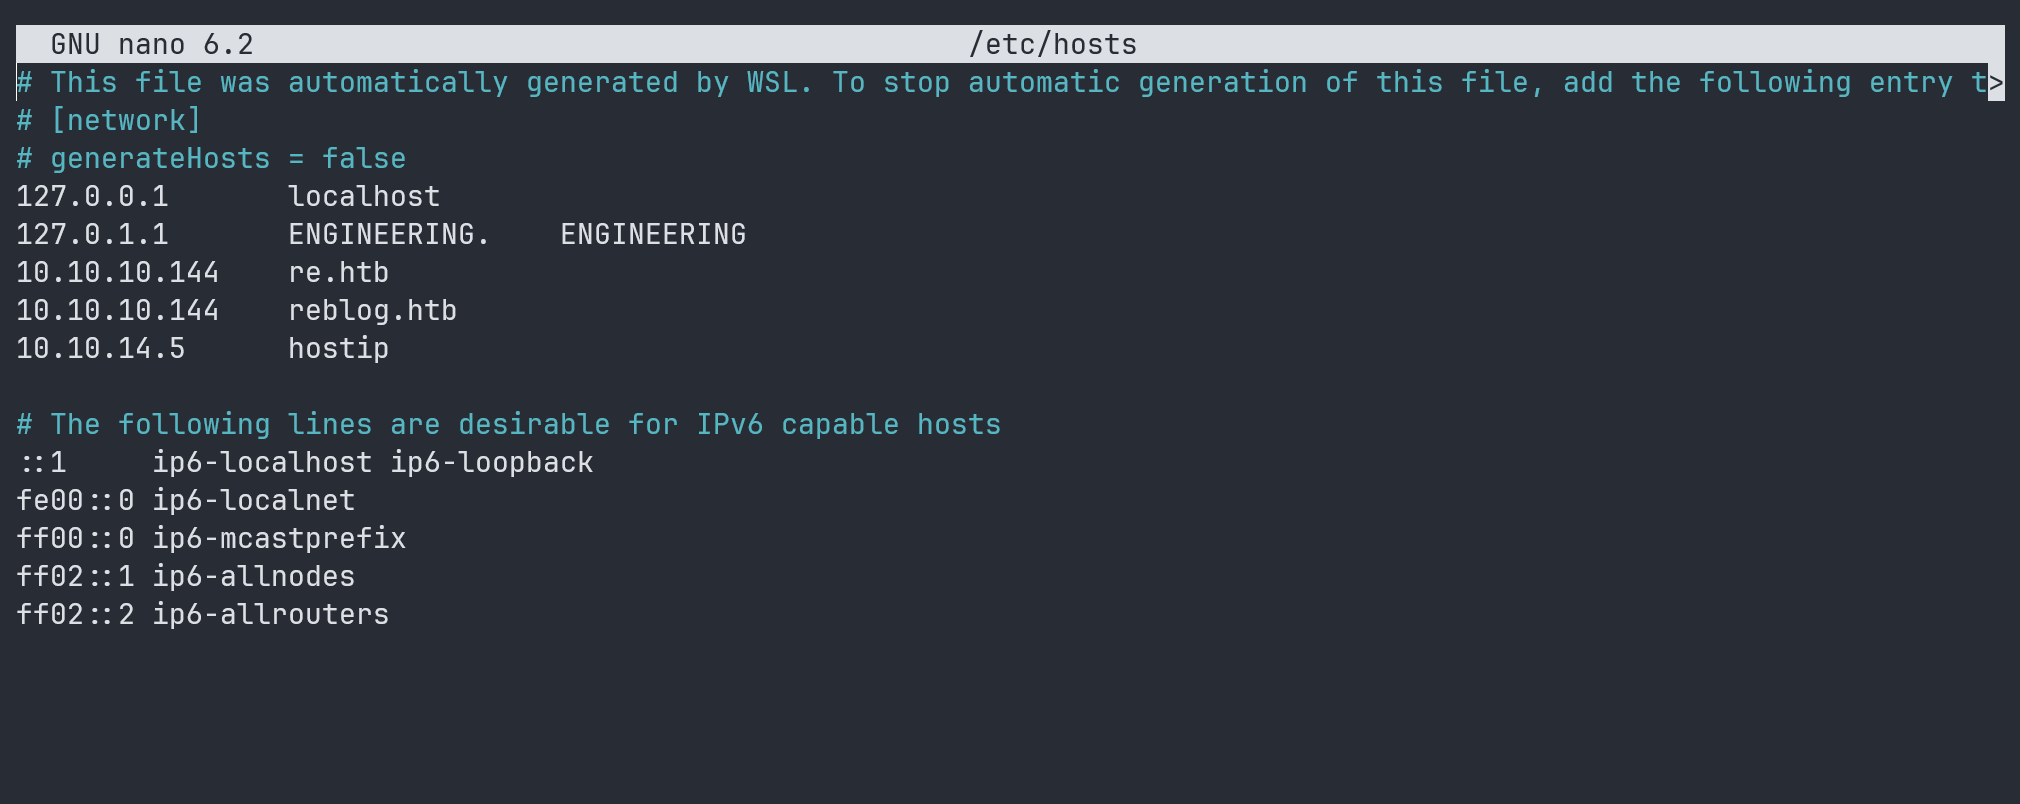 GNU nano 6.2 /etc/hosts
# This file was automatically generated by WSL. To stop automatic generation of this file, add the following entry t>
# [network]
# generateHosts = false
127.0.0.1 localhost
127.0.1.1 ENGINEERING. ENGINEERING
10.10.10.144 re.htb
10.10.10.144 reblog.htb
10.10.14.5 hostip
# The following lines are desirable for IPv6 capable hosts
::1 ip6-localhost ip6-loopback
fe00::0 ip6-localnet
ff00::0 ip6-mcastprefix
ff02::1 ip6-allnodes
ff02::2 ip6-allrouters